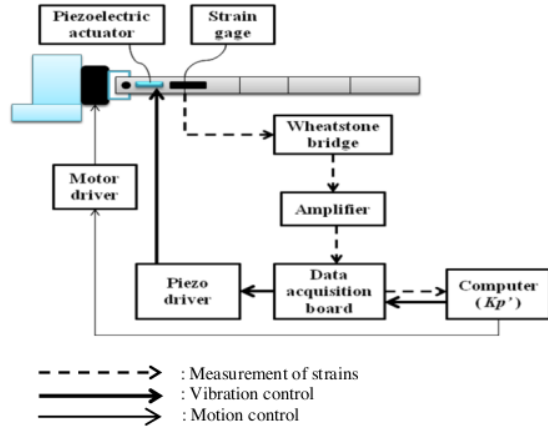 Piezoelectric
actuator
Strain
gage
Wheatstone
bridge
Motor
driver
Amplifier
Piezo
driver
Data
acquisition
board
Computer
(Kp')
: Measurement of strains
: Vibration control
: Motion control